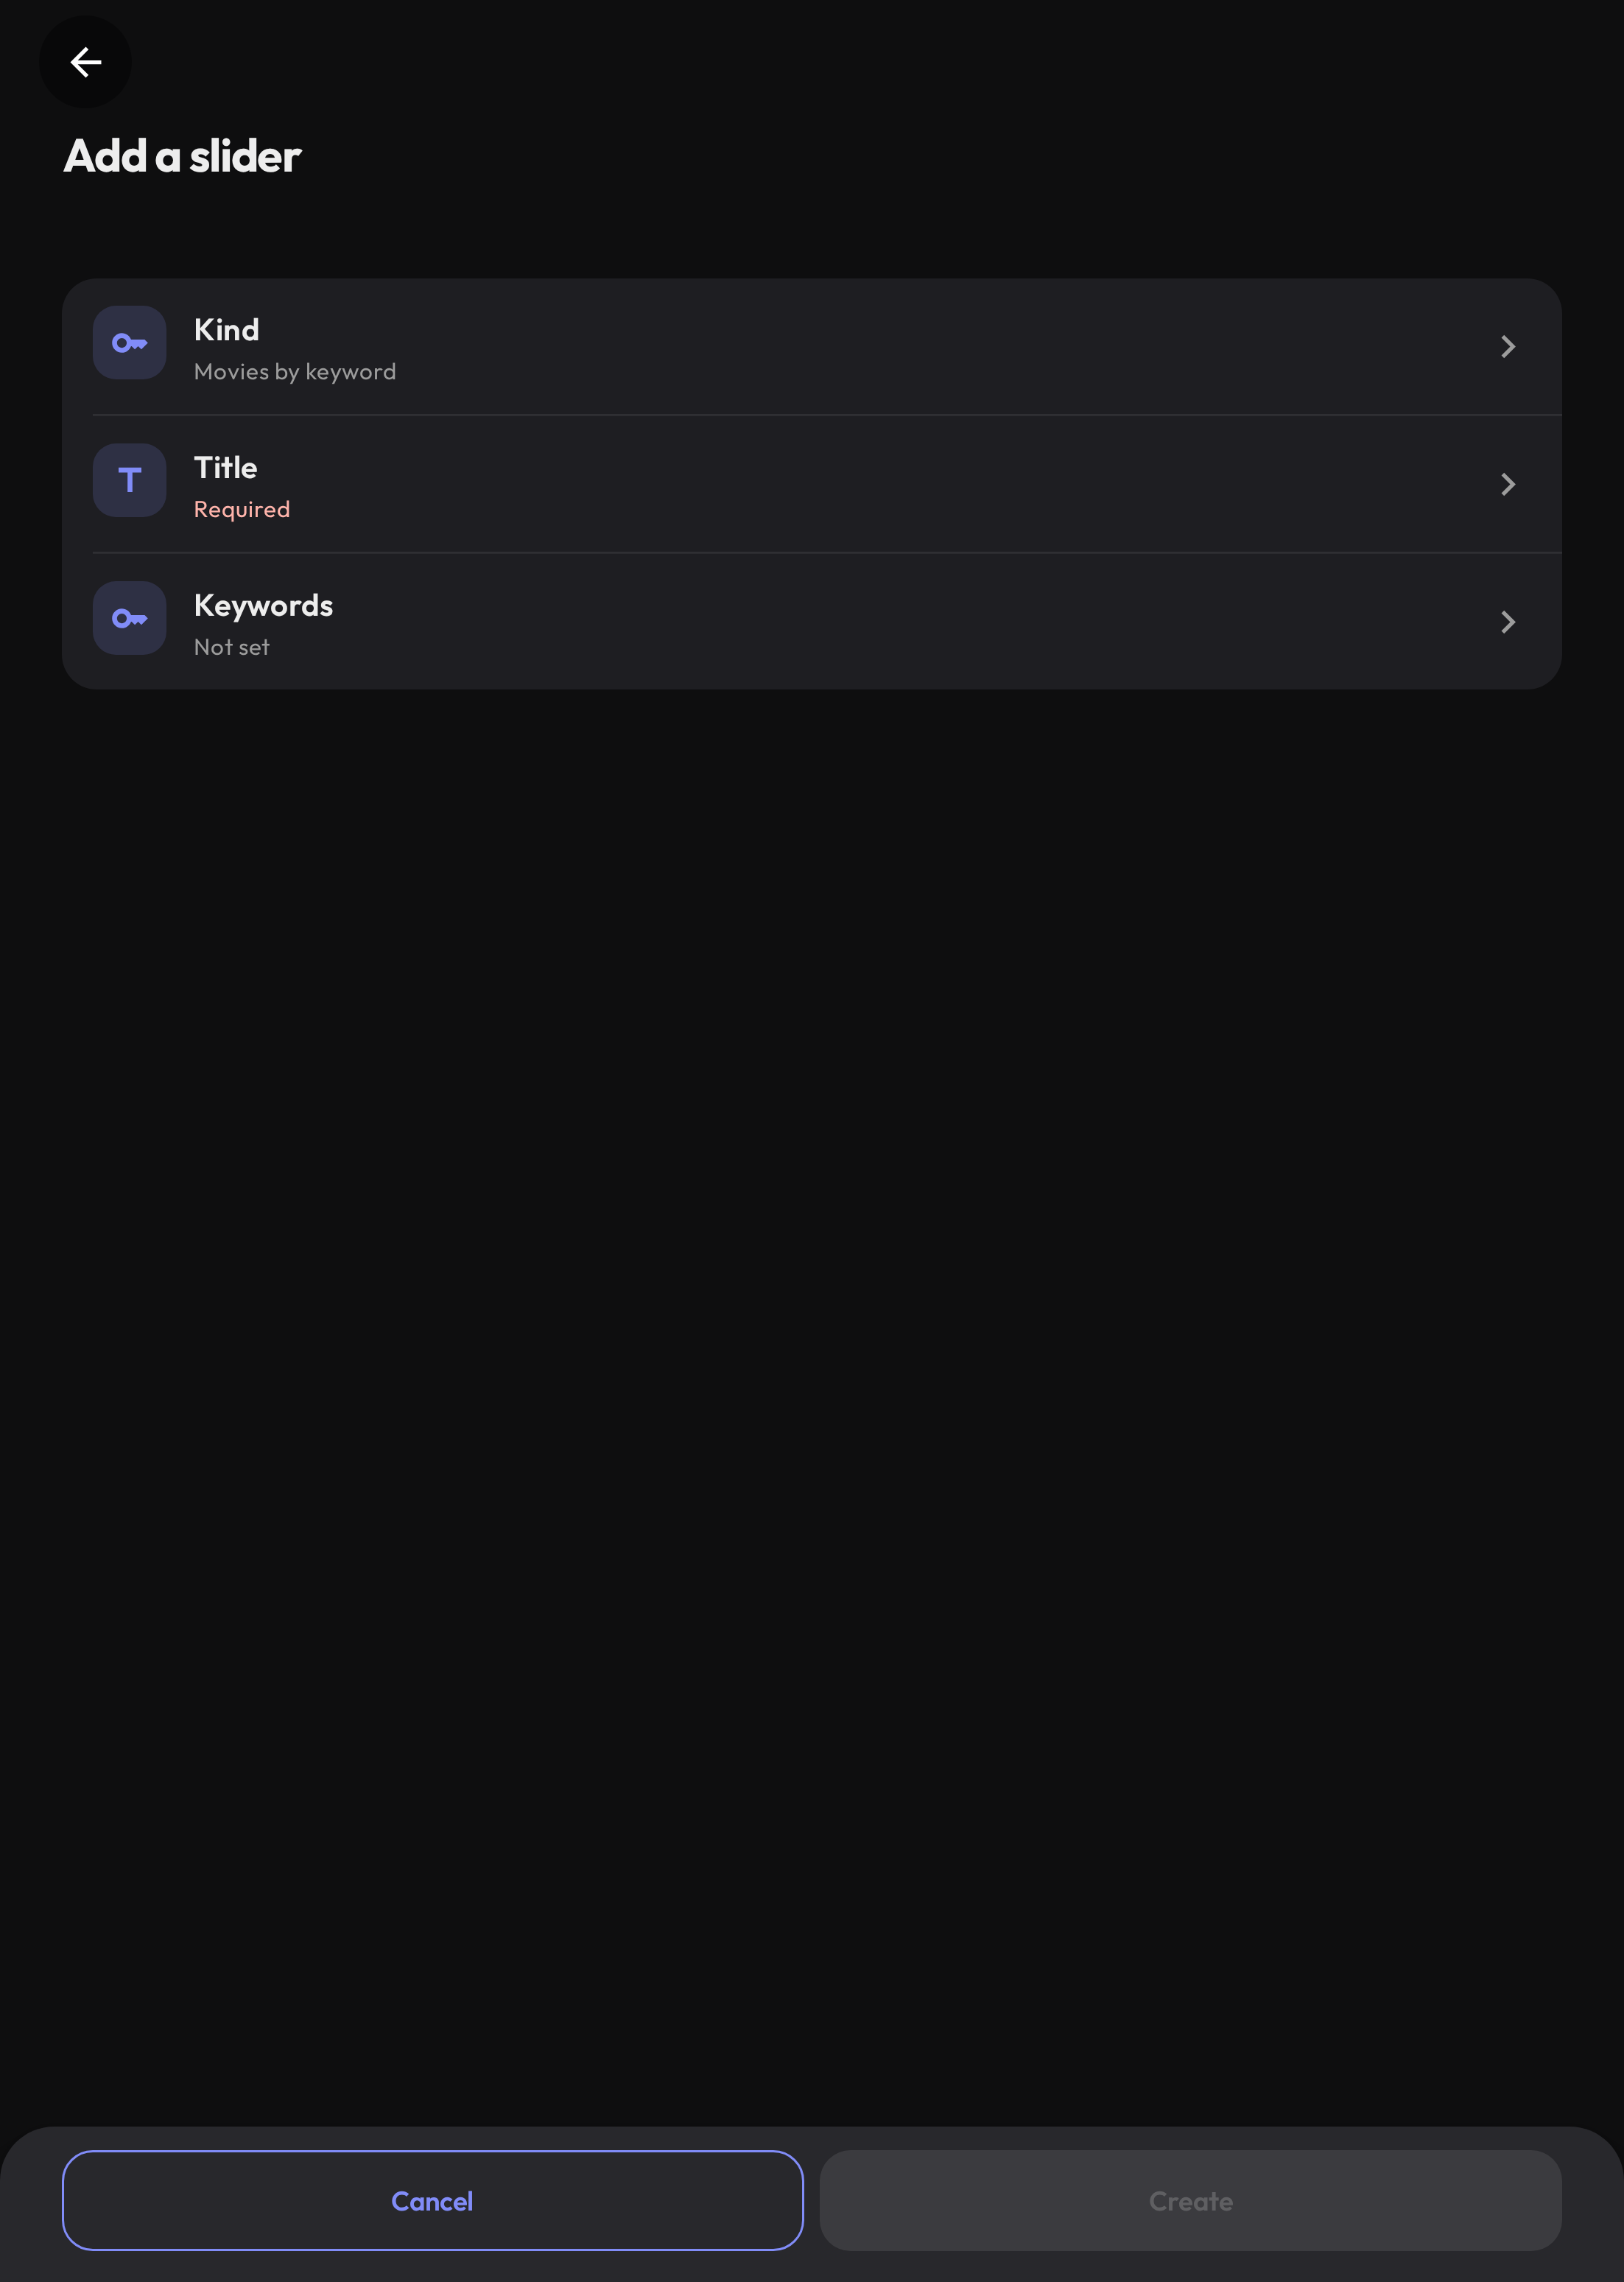 Add a slider
Kind
Movies by keyword
Title
Required
Keywords
Not set
Cancel
Create